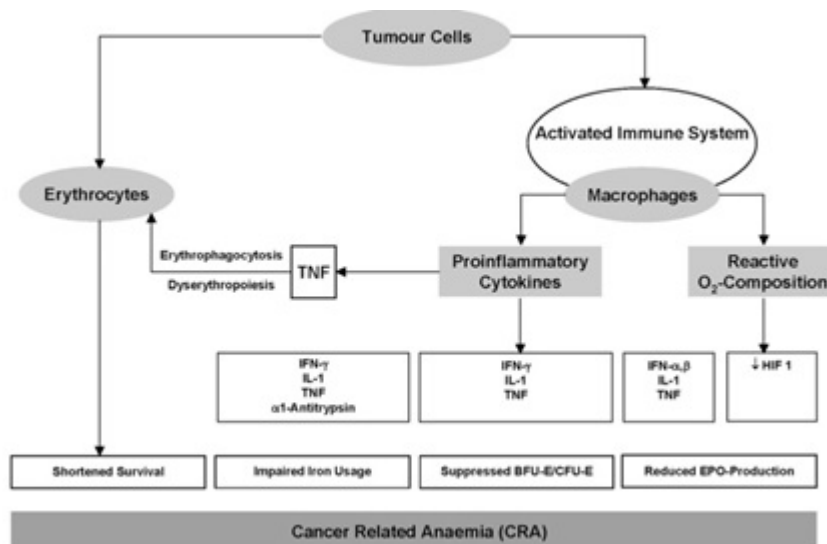 Tumour Cells
Activated Immune System
Erythrocytes
Macrophages
Erythrophagocytosis
TNF
Dyserythropoiesis
Proinflammatory
Cytokines
Reactive
O₂-Composition
IFN-γ
IL-1
TNF
α1-Antitrypsin
IFN-γ
IL-1
TNF
IFN-α,β
IL-1
TNF
↓HIF 1
Shortened Survival
Impaired Iron Usage
Suppressed BFU-E/CFU-E
Reduced EPO-Production
Cancer Related Anaemia (CRA)